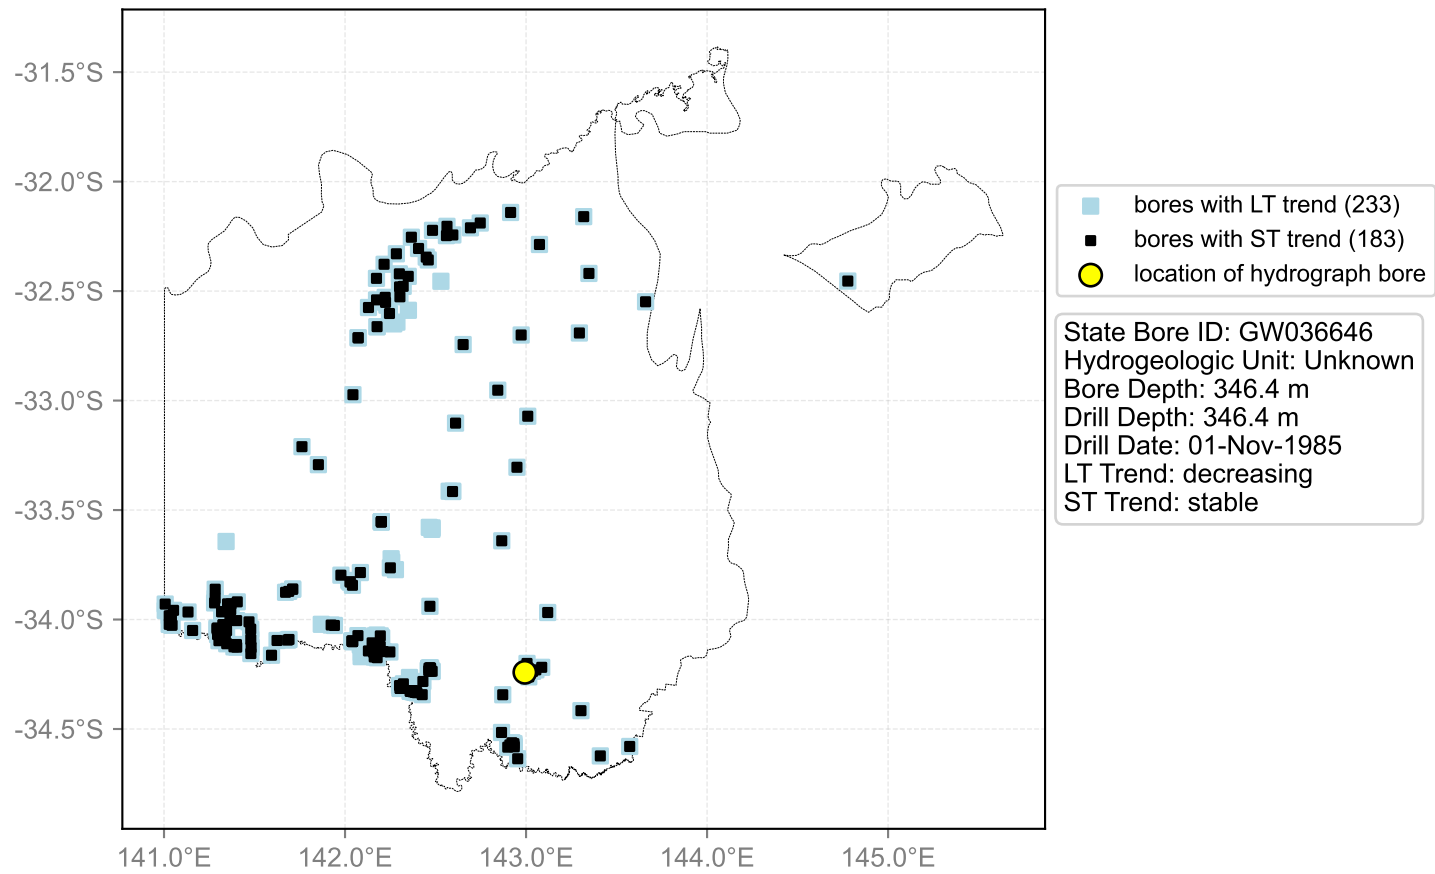 -31.5°S
-32.0°S
-32.5°S
-33.0°S
-33.5°S
-34.0°S
-34.5°S
141.0°E
142.0°E
143.0°E
144.0°E
145.0°E
bores with LT trend (233)
bores with ST trend (183)
location of hydrograph bore
State Bore ID: GW036646
Hydrogeologic Unit: Unknown
Bore Depth: 346.4 m
Drill Depth: 346.4 m
Drill Date: 01-Nov-1985
LT Trend: decreasing
ST Trend: stable